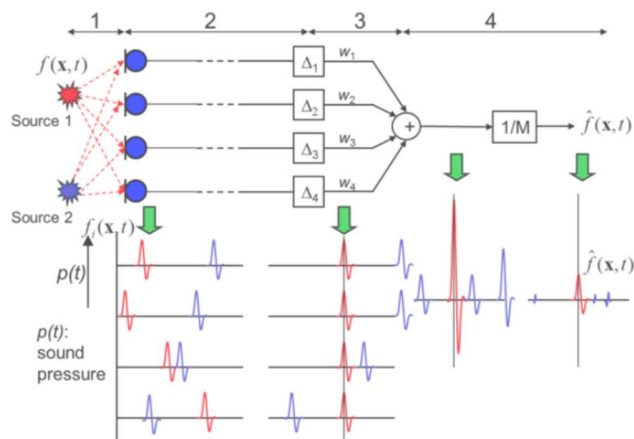 1 2 3 4
f(x,t)
Source 1
Source 2
Δ₁ w₁
Δ₂ w₂
Δ₃ w₃
Δ₄ w₄
+ 1/M f̂(x,t)
fᵢ(x,t)
p(t)
f̂(x,t)
p(t):
sound
pressure